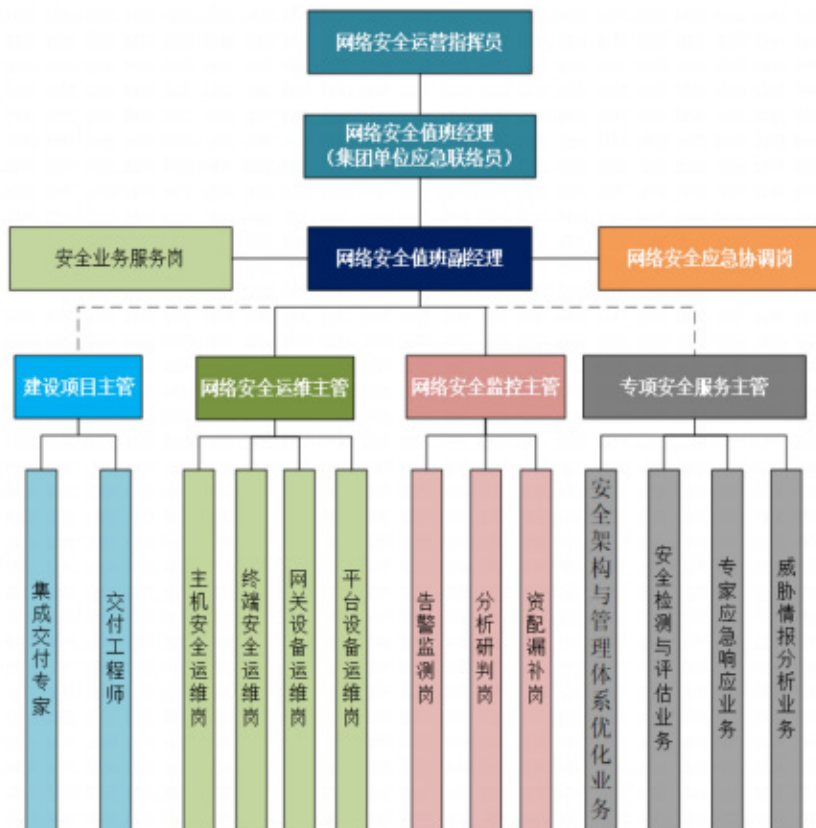 网络安全运营指挥员
网络安全值班经理
（集团单位应急联络员）
安全业务服务岗
网络安全值班副经理
网络安全应急协调岗
建设项目主管
网络安全运维主管
网络安全监控主管
专项安全服务主管
集成交付专家
交付工程师
主机安全运维岗
终端安全运维岗
网关设备运维岗
平台设备运维岗
告警监测岗
分析研判岗
资配漏补岗
安全架构与管理体系优化业务
安全检测与评估业务
专家应急响应业务
威胁情报分析业务